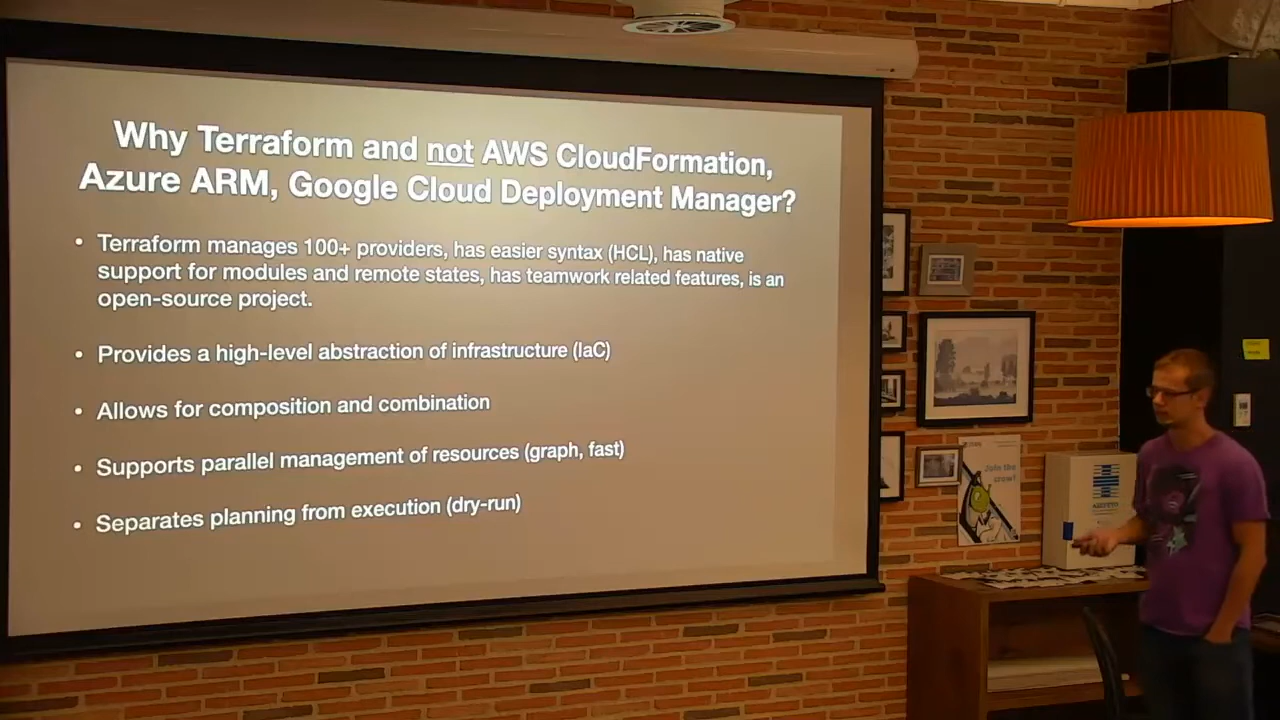 Why Terraform and not AWS CloudFormation,
Azure ARM, Google Cloud Deployment Manager?
• Terraform manages 100+ providers, has easier syntax (HCL), has native
support for modules and remote states, has teamwork related features, is an
open-source project.
• Provides a high-level abstraction of infrastructure (IaC)
• Allows for composition and combination
• Supports parallel management of resources (graph, fast)
• Separates planning from execution (dry-run)
Join the
crow!